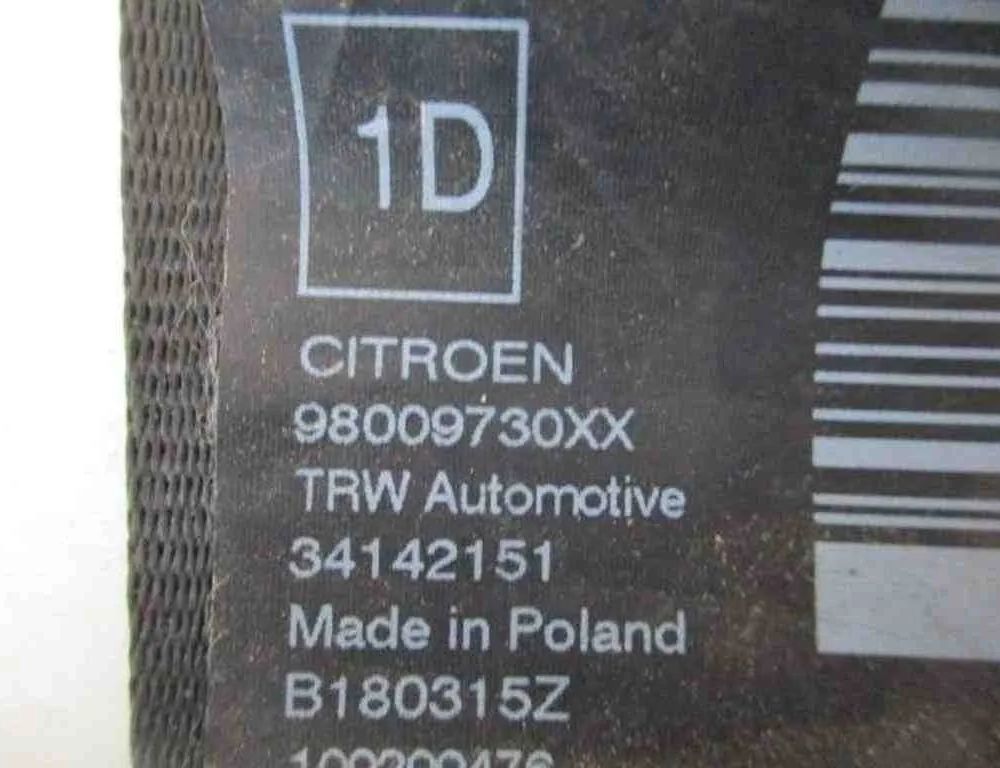 1D
CITROEN
98009730XX
TRW Automotive
34142151
Made in Poland
B180315Z